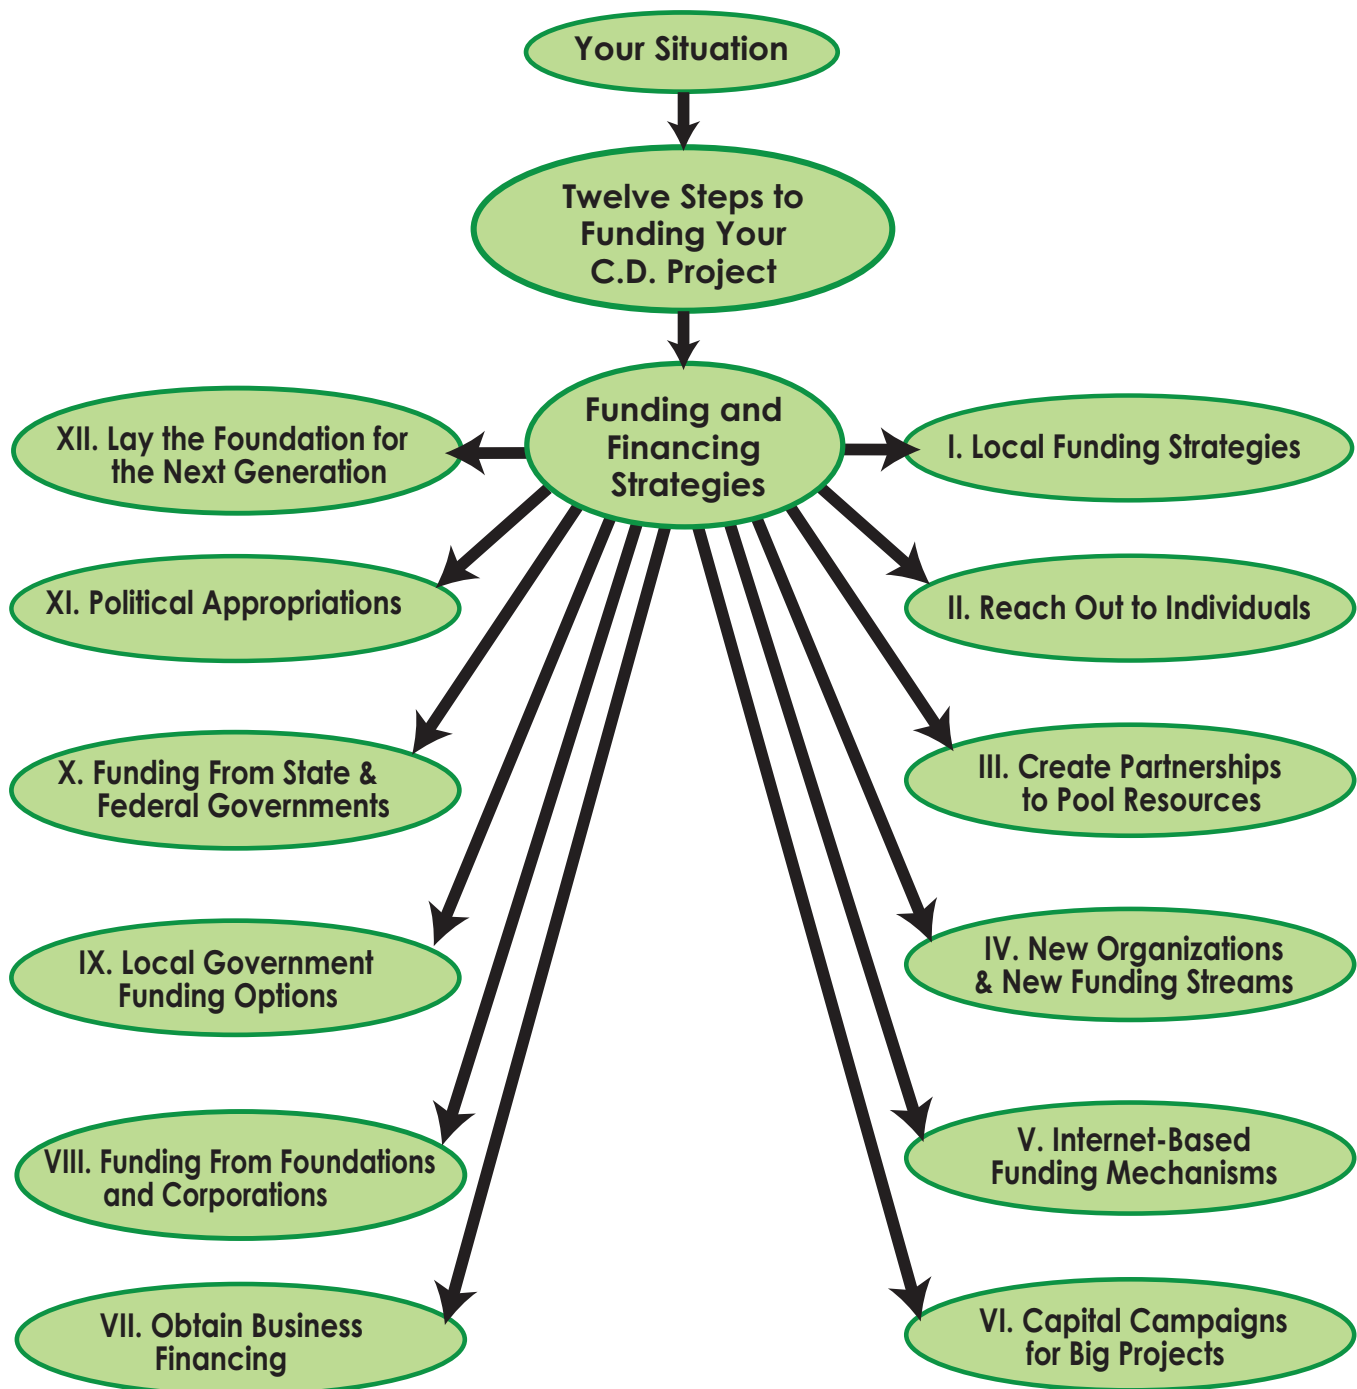 Your Situation
Twelve Steps to
Funding Your
C.D. Project
Funding and
Financing
Strategies
I. Local Funding Strategies
II. Reach Out to Individuals
III. Create Partnerships
to Pool Resources
IV. New Organizations
& New Funding Streams
V. Internet-Based
Funding Mechanisms
VI. Capital Campaigns
for Big Projects
VII. Obtain Business
Financing
VIII. Funding From Foundations
and Corporations
IX. Local Government
Funding Options
X. Funding From State &
Federal Governments
XI. Political Appropriations
XII. Lay the Foundation for
the Next Generation